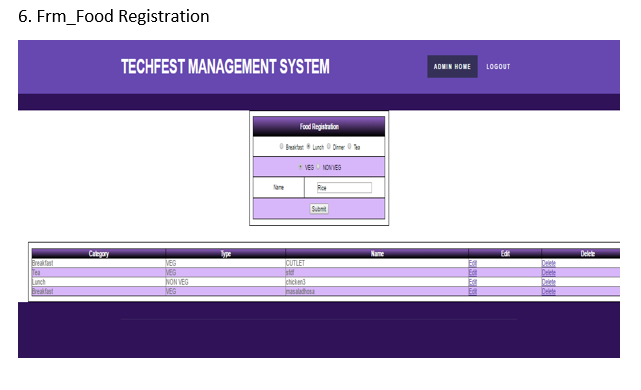 6. Frm_Food Registration
TECHFEST MANAGEMENT SYSTEM ADMIN HOME LOGOUT
Food Registration
Breakfast Lunch Dinner Tea
VEG NON VEG
Name Rice
Submit
Category Type Name Edit Delete
Breakfast VEG CUTLET Edit Delete
Tea VEG sfdf Edit Delete
Lunch NON VEG chicken3 Edit Delete
Breakfast VEG masaladhosa Edit Delete